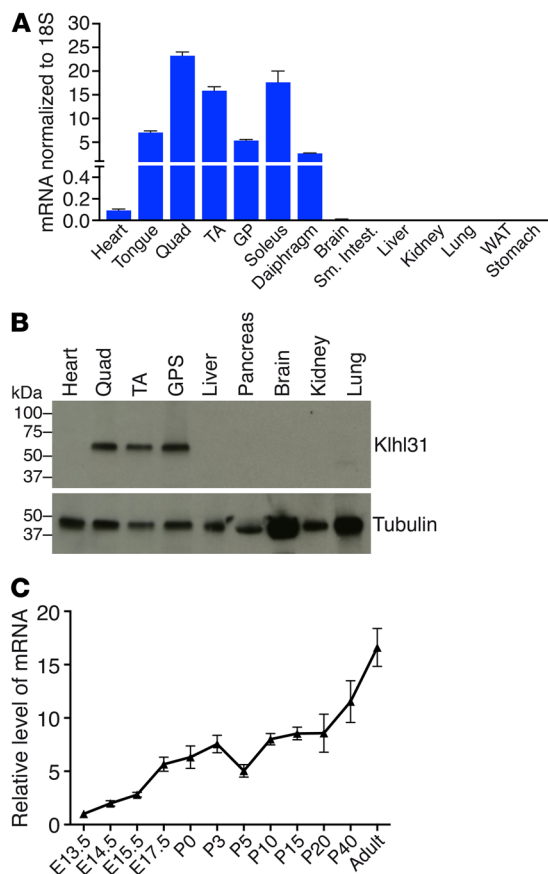 A
mRNA normalized to 18S
30
25
20
15
10
5
0.4
0.2
0.0
Heart
Tongue
Quad
TA
GP
Soleus
Daiphragm
Brain
Sm. Intest.
Liver
Kidney
Lung
WAT
Stomach
B
Heart
Quad
TA
GPS
Liver
Pancreas
Brain
Kidney
Lung
kDa
100
75
50
37
Klhl31
50
37
Tubulin
C
Relative level of mRNA
20
15
10
5
0
E13.5
E14.5
E15.5
E17.5
P0
P3
P5
P10
P15
P20
P40
Adult